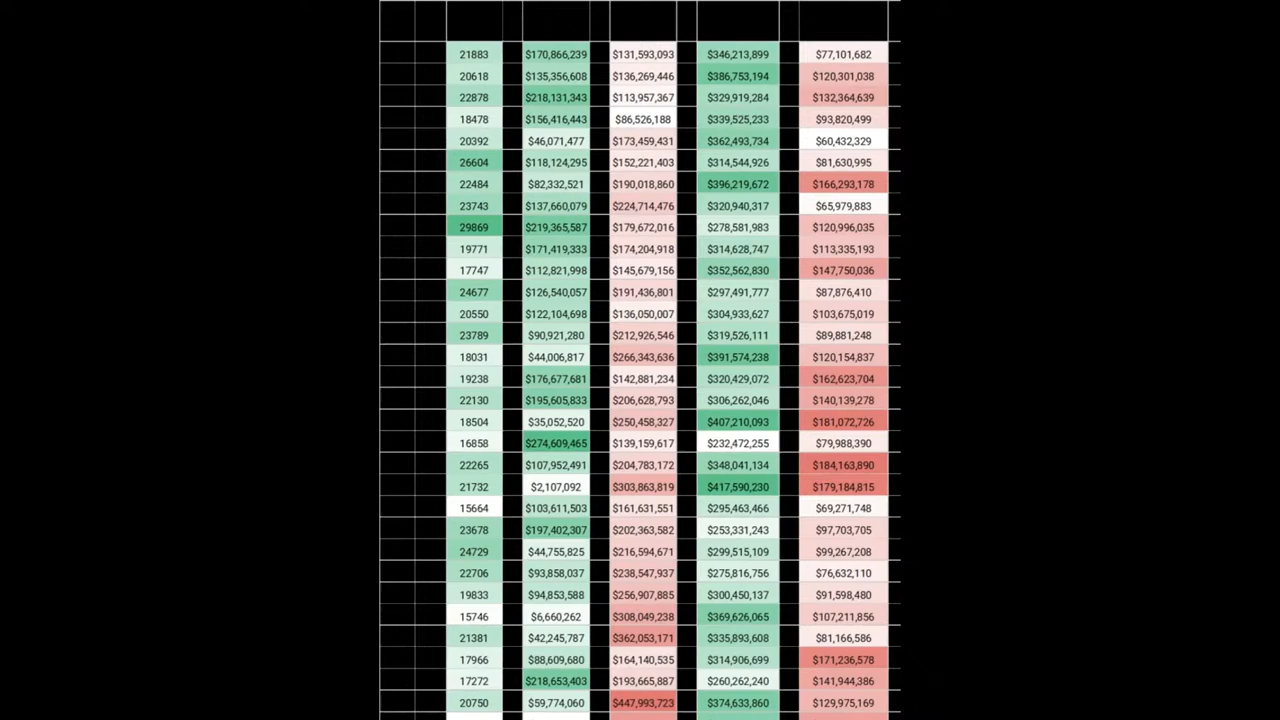 21883 $170,866,239 $131,593,093 $346,213,899 $77,101,682
20618 $135,356,608 $136,269,446 $386,753,194 $120,301,038
22878 $218,131,343 $113,957,367 $329,919,284 $132,364,639
18478 $156,416,443 $86,526,188 $339,525,233 $93,820,499
20392 $46,071,477 $173,459,431 $362,493,734 $60,432,329
26604 $118,124,295 $152,221,403 $314,544,926 $81,630,995
22484 $82,332,521 $190,018,860 $396,219,672 $166,293,178
23743 $137,660,079 $224,714,476 $320,940,317 $65,979,883
29869 $219,365,587 $179,672,016 $278,581,983 $120,996,035
19771 $171,419,333 $174,204,918 $314,628,747 $113,335,193
17747 $112,821,998 $145,679,156 $352,562,830 $147,750,036
24677 $126,540,057 $191,436,801 $297,491,777 $87,876,410
20550 $122,104,698 $136,050,007 $304,933,627 $103,675,019
23789 $90,921,280 $212,926,546 $319,526,111 $89,881,248
18031 $44,006,817 $266,343,636 $391,574,238 $120,154,837
19238 $176,677,681 $142,881,234 $320,429,072 $162,623,704
22130 $195,605,833 $206,628,793 $306,262,046 $140,139,278
18504 $35,052,520 $250,458,327 $407,210,093 $181,072,726
16858 $274,609,465 $139,159,617 $232,472,255 $79,988,390
22265 $107,952,491 $204,783,172 $348,041,134 $184,163,890
21732 $2,107,092 $303,863,819 $417,590,230 $179,184,815
15664 $103,611,503 $161,631,551 $295,463,466 $69,271,748
23678 $197,402,307 $202,363,582 $253,331,243 $97,703,705
24729 $44,755,825 $216,594,671 $299,515,109 $99,267,208
22706 $93,858,037 $238,547,937 $275,816,756 $76,632,110
19833 $94,853,588 $256,907,885 $300,450,137 $91,598,480
15746 $6,660,262 $308,049,238 $369,626,065 $107,211,856
21381 $42,245,787 $362,053,171 $335,893,608 $81,166,586
17966 $88,609,680 $164,140,535 $314,906,699 $171,236,578
17272 $218,653,403 $193,665,887 $260,262,240 $141,944,386
20750 $59,774,060 $447,993,723 $374,633,860 $129,975,169